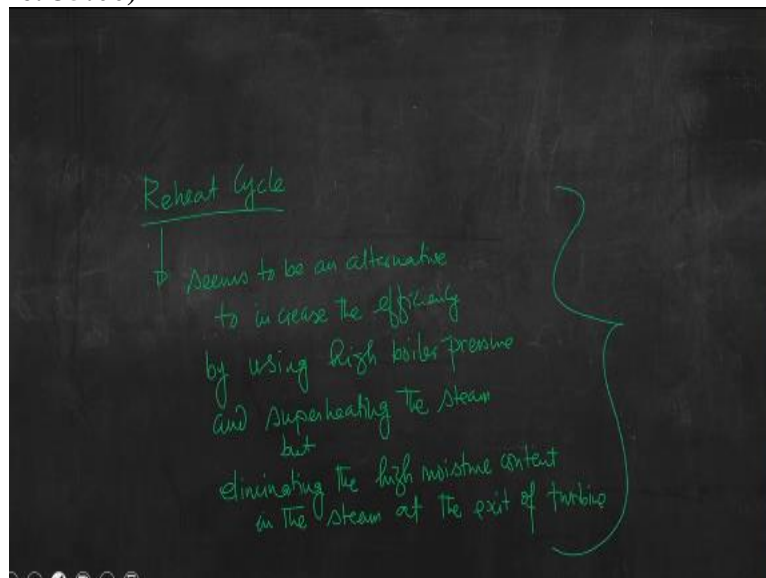 Reheat Cycle
seems to be an alternative
to increase the efficiency
by using high boiler pressure
and superheating the steam
but
eliminating the high moisture content
in the steam at the exit of turbine